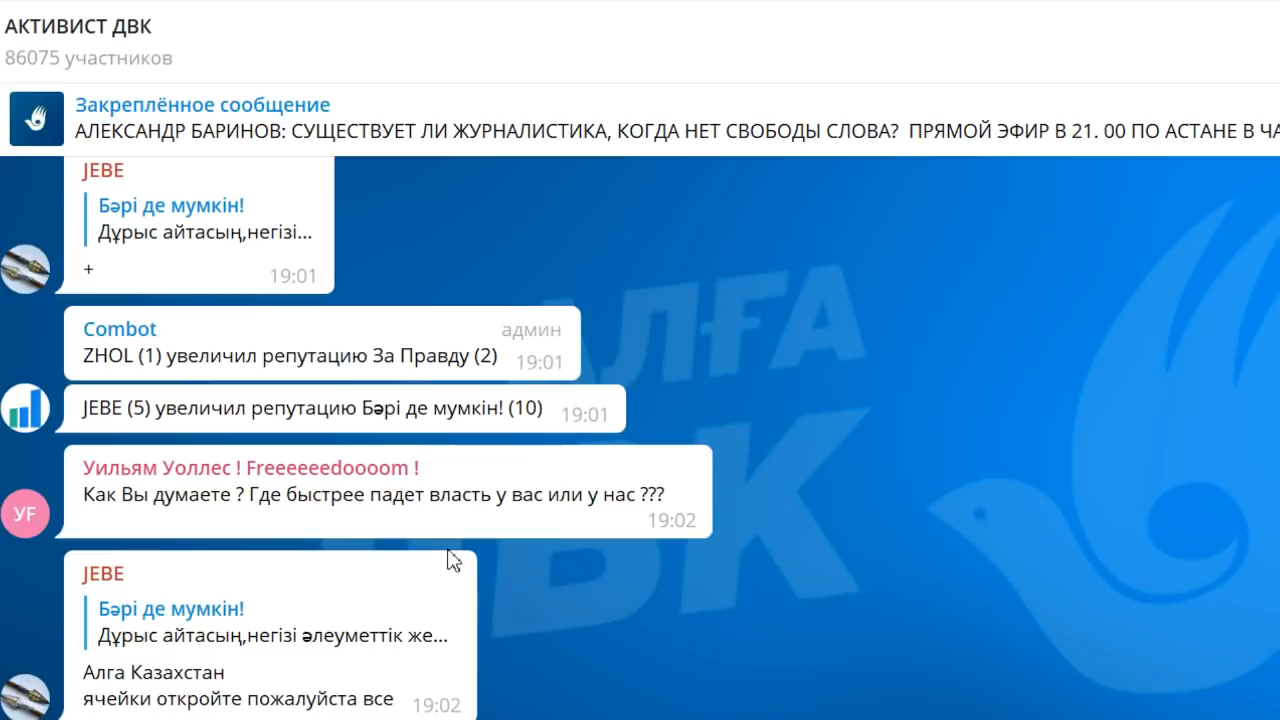 АКТИВИСТ ДВК
86075 участников
Закреплённое сообщение
АЛЕКСАНДР БАРИНОВ: СУЩЕСТВУЕТ ЛИ ЖУРНАЛИСТИКА, КОГДА НЕТ СВОБОДЫ СЛОВА? ПРЯМОЙ ЭФИР В 21. 00 ПО АСТАНЕ В ЧА
JEBE
Бәрі де мумкін!
Дұрыс айтасың,негізі...
+ 19:01
Combot админ
ZHOL (1) увеличил репутацию За Правду (2) 19:01
JEBE (5) увеличил репутацию Бәрі де мумкін! (10) 19:01
Уильям Уоллес ! Freeeeeedoooom !
Как Вы думаете ? Где быстрее падет власть у вас или у нас ???
19:02
УF
JEBE
Бәрі де мумкін!
Дұрыс айтасың,негізі әлеуметтік же...
Алга Казахстан
ячейки откройте пожалуйста все 19:02
АЛҒА
ДВК